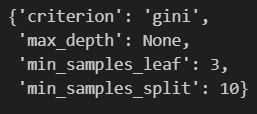 {'criterion': 'gini',
 'max_depth': None,
 'min_samples_leaf': 3,
 'min_samples_split': 10}